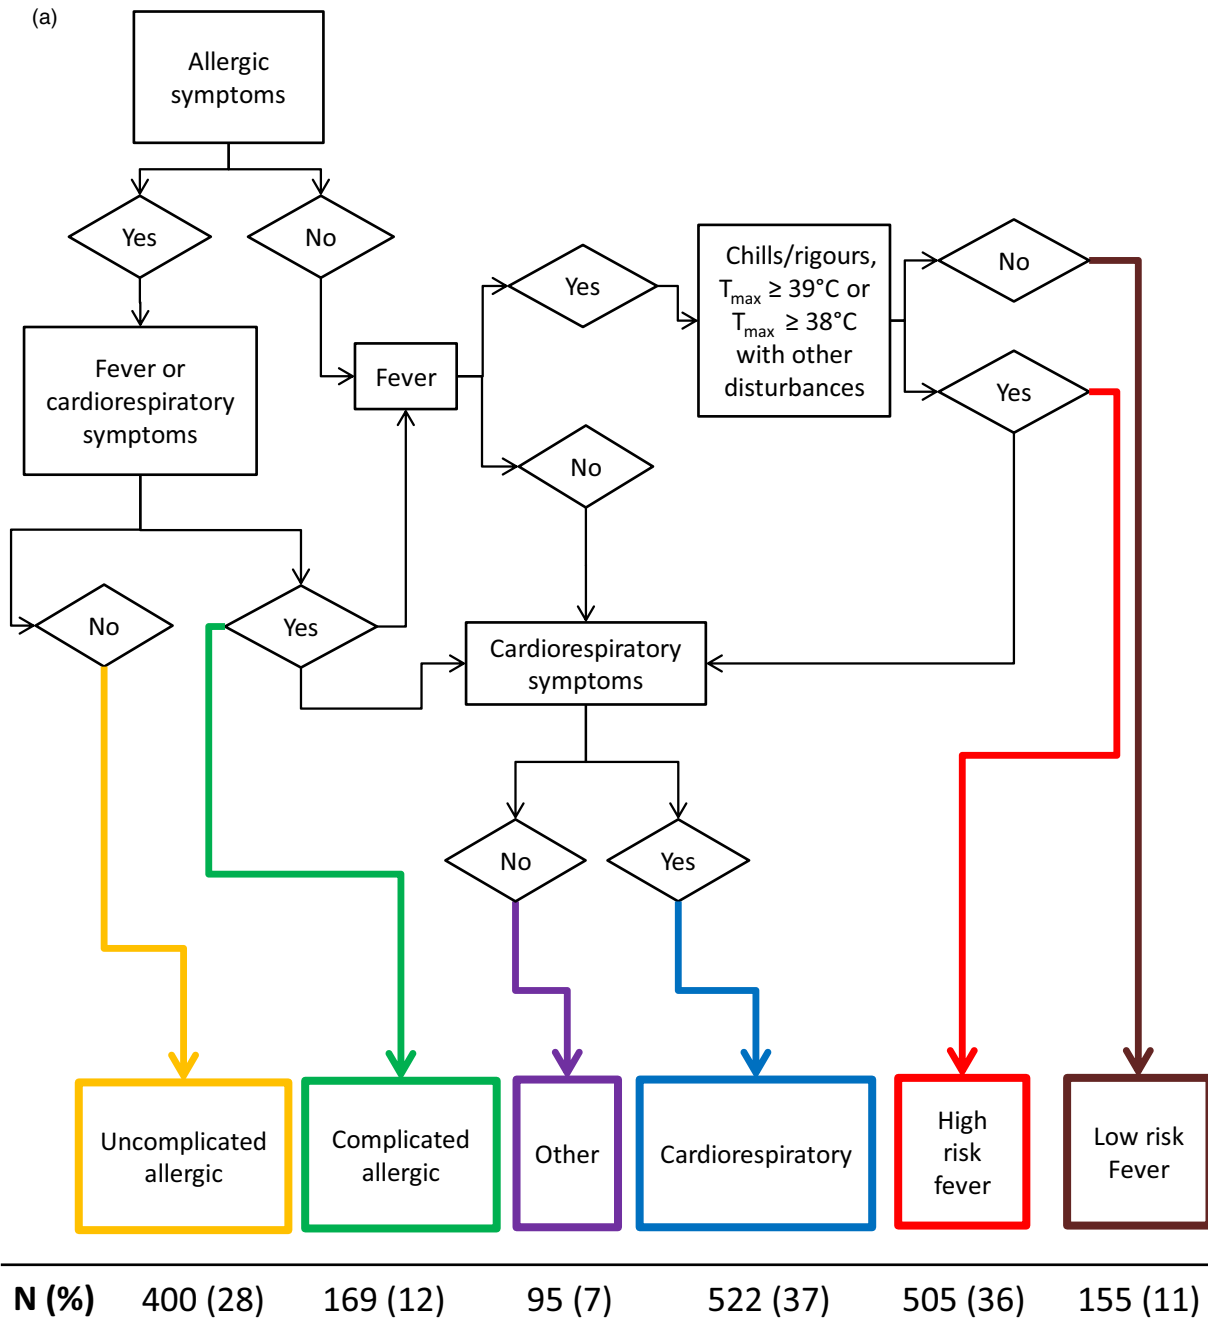 (a)
Allergic
symptoms
Yes
No
Yes
Chills/rigours,
Tmax ≥ 39°C or
Tmax ≥ 38°C
with other
disturbances
No
Yes
Fever or
cardiorespiratory
symptoms
Fever
No
No
Yes
Cardiorespiratory
symptoms
No
Yes
Uncomplicated
allergic
Complicated
allergic
Other
Cardiorespiratory
High
risk
fever
Low risk
Fever
N (%) 400 (28) 169 (12) 95 (7) 522 (37) 505 (36) 155 (11)